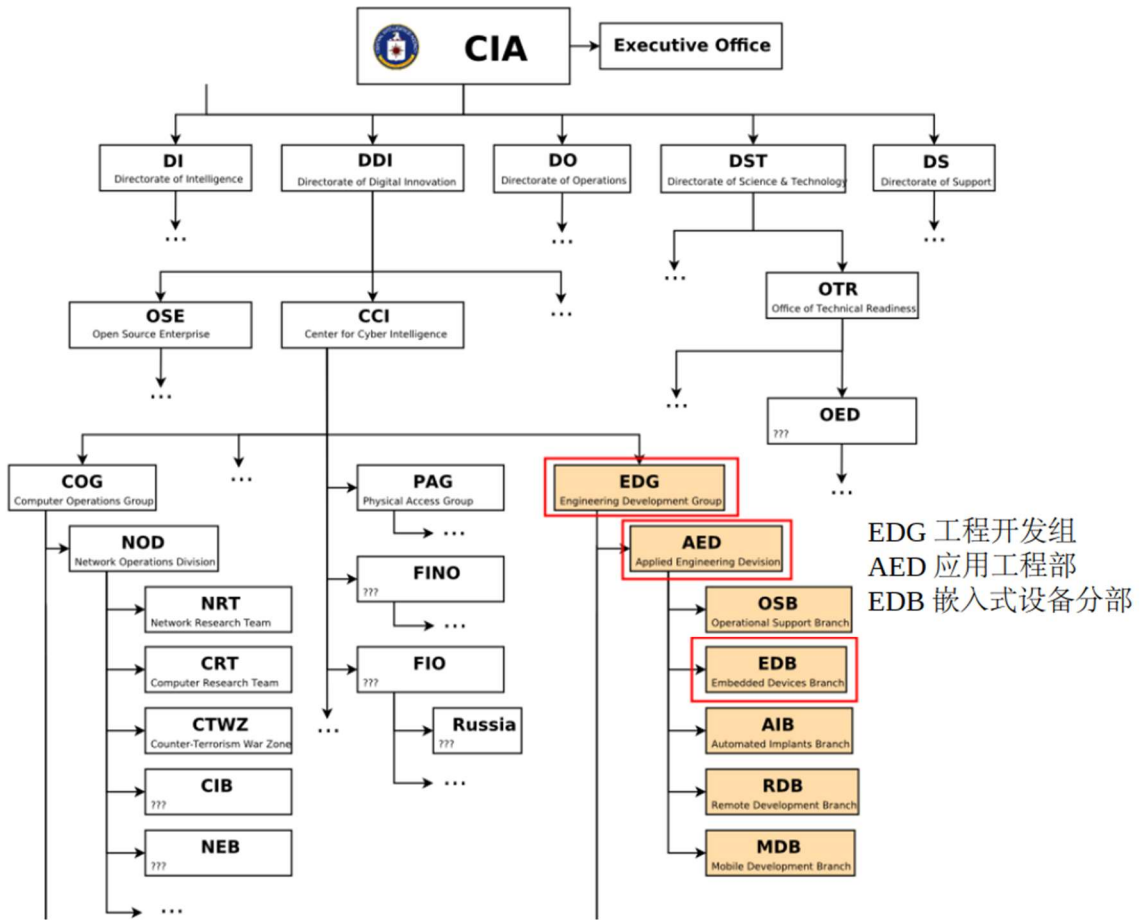 CIA
Executive Office
DI
Directorate of Intelligence
DDI
Directorate of Digital Innovation
DO
Directorate of Operations
DST
Directorate of Science & Technology
DS
Directorate of Support
...
...
...
...
OTR
Office of Technical Readiness
OSE
Open Source Enterprise
CCI
Center for Cyber Intelligence
...
...
...
OED
???
...
COG
Computer Operations Group
...
PAG
Physical Access Group
...
EDG
Engineering Development Group
NOD
Network Operations Division
AED
Applied Engineering Devision
EDG 工程开发组
AED 应用工程部
EDB 嵌入式设备分部
NRT
Network Research Team
FINO
???
...
OSB
Operational Support Branch
CRT
Computer Research Team
FIO
???
EDB
Embedded Devices Branch
CTWZ
Counter-Terrorism War Zone
...
Russia
???
AIB
Automated Implants Branch
CIB
???
...
RDB
Remote Development Branch
NEB
???
MDB
Mobile Development Branch
...